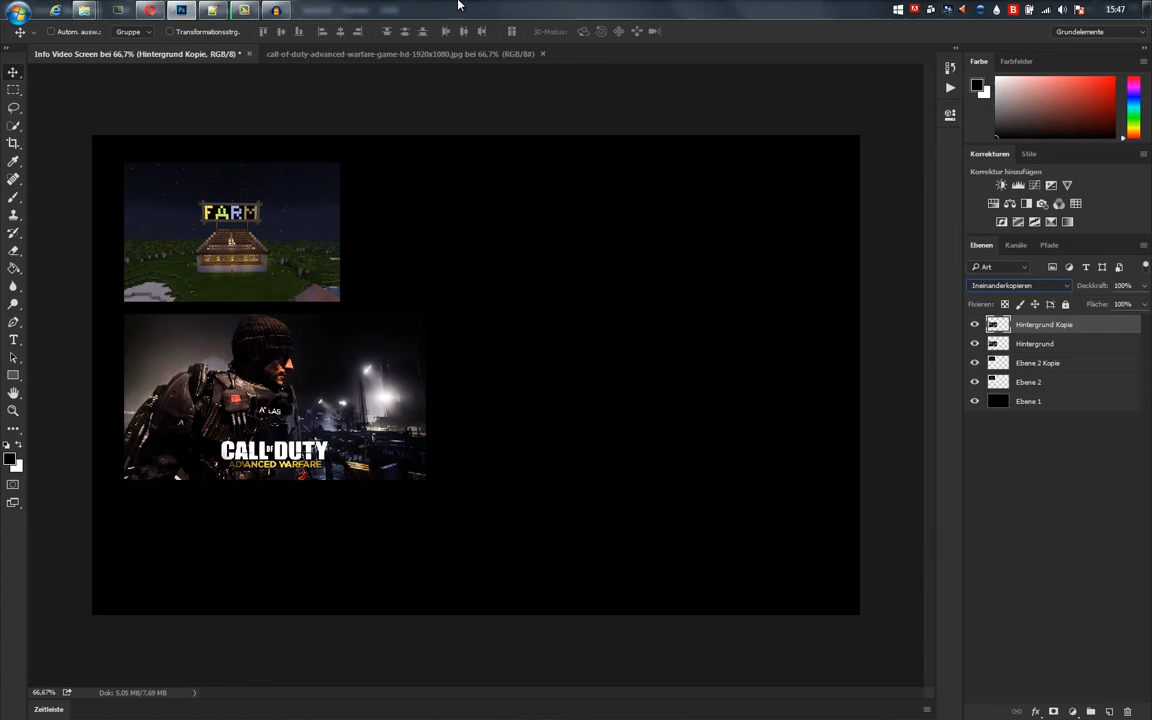 15:47
Autom. ausw.:
Gruppe
Transformationsstrg.
3D-Modus:
Grundelemente
Info Video Screen bei 66,7% (Hintergrund Kopie, RGB/8) *
call-of-duty-advanced-warfare-game-hd-1920x1080.jpg bei 66,7% (RGB/8#)
Farbe
Farbfelder
Korrekturen
Stile
Korrektur hinzufügen
FARM
Ebenen
Kanäle
Pfade
Art
Ineinanderkopieren
Deckkraft: 100%
Fixieren:
Fläche: 100%
Hintergrund Kopie
Hintergrund
Ebene 2 Kopie
Ebene 2
Ebene 1
CALL OF DUTY
ADVANCED WARFARE
66,67%
Dok: 5,05 MB/7,69 MB
Zeitleiste